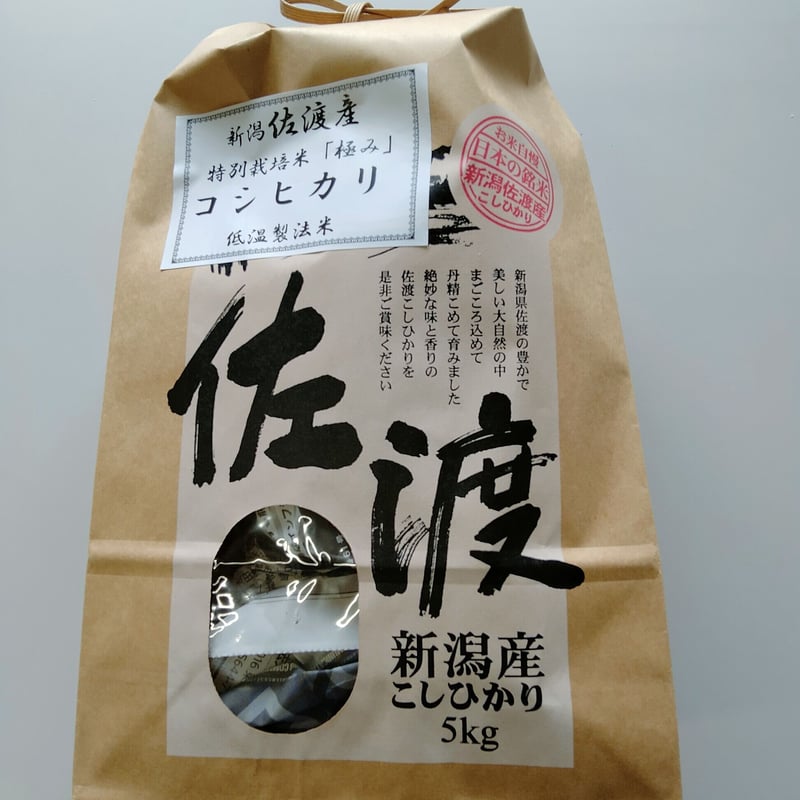 新潟佐渡産
特別栽培米「極み」
コシヒカリ
低温製法米
お米自慢
日本の銘米
新潟佐渡産
こしひかり
新潟県佐渡の豊かで
美しい大自然の中
まごころ込めて
丹精こめて育みました
絶妙な味と香りの
佐渡こしひかりを
是非ご賞味ください
佐渡
新潟産
こしひかり
5kg